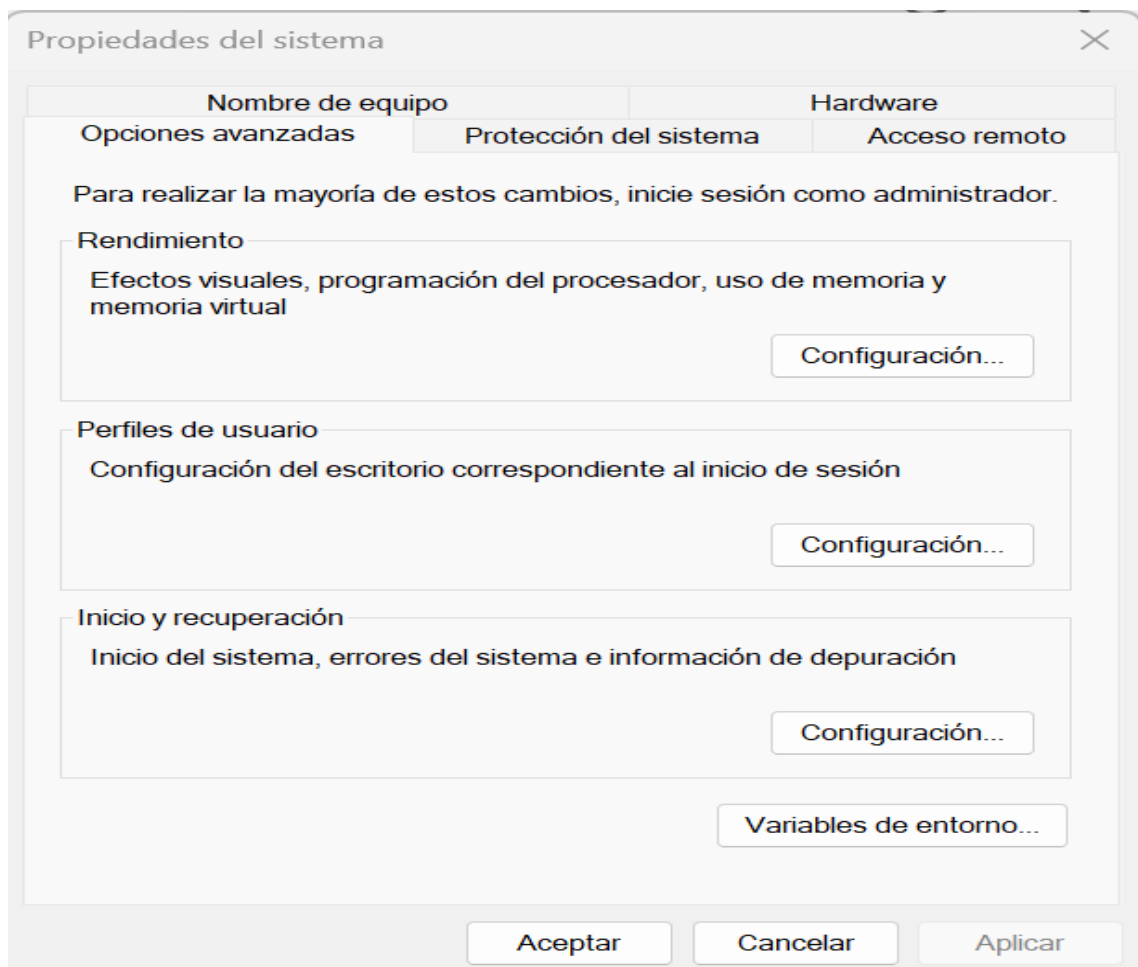 Propiedades del sistema
Nombre de equipo
Hardware
Opciones avanzadas
Protección del sistema
Acceso remoto
Para realizar la mayoría de estos cambios, inicie sesión como administrador.
Rendimiento
Efectos visuales, programación del procesador, uso de memoria y
memoria virtual
Configuración...
Perfiles de usuario
Configuración del escritorio correspondiente al inicio de sesión
Configuración...
Inicio y recuperación
Inicio del sistema, errores del sistema e información de depuración
Configuración...
Variables de entorno...
Aceptar
Cancelar
Aplicar